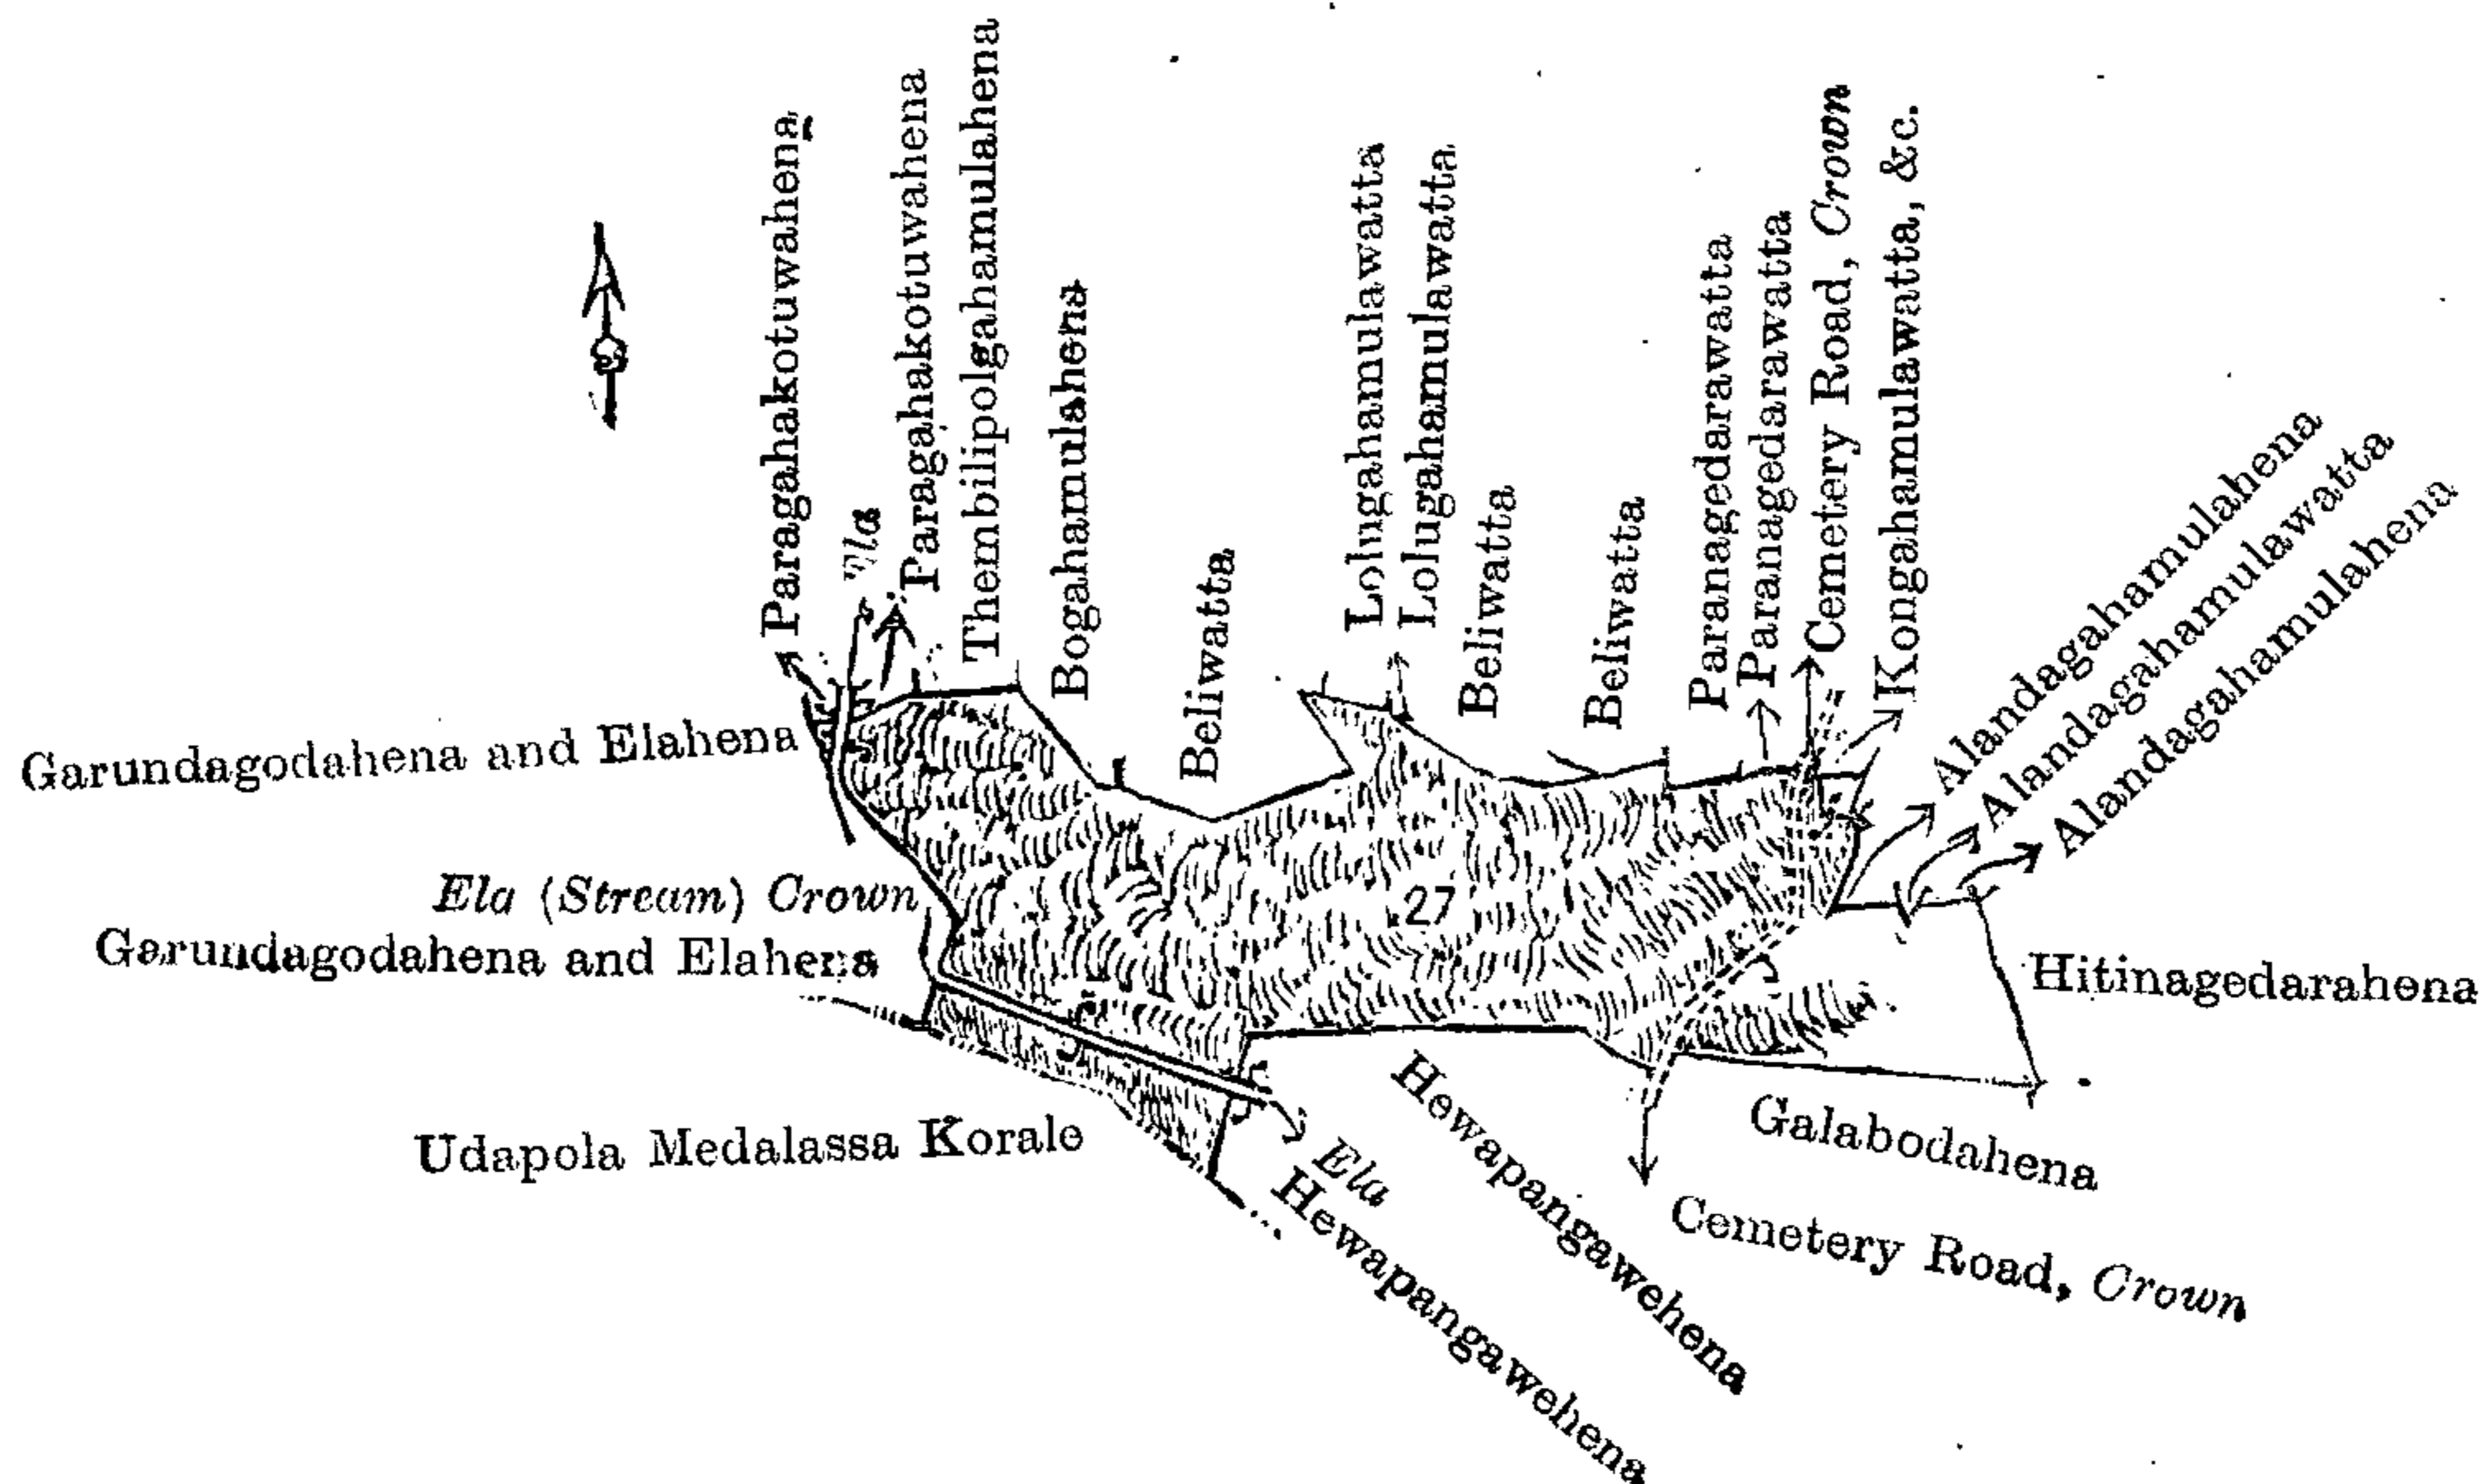 Paragahakotuwahena
Ela
Paragahakotuwahena
Thembilipolgahamulahena
Bogahamulahena
Beliwatta
Lolugahamulawatta
Lolugahamulawatta
Beliwatta
Beliwatta
Paranagedarawatta
Paranagedarawatta
Cemetery Road, Crown
Kongahamulawatta, &c.
Alandagahamulahena
Alandagahamulawatta
Alandagahamulahena
Garundagodahena and Elahena
Ela (Stream) Crown
Garundagodahena and Elahena
27
Hitinagedarahena
Udapola Medalassa Korale
Ela
Hewapangawehena
Hewapangawehena
Galabodahena
Cemetery Road, Crown